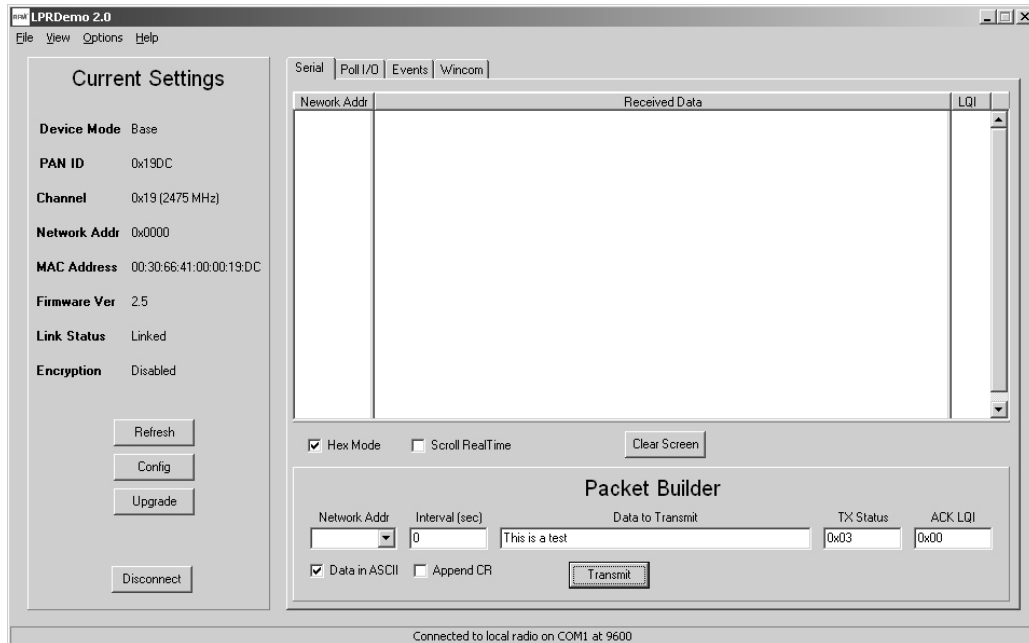 RFM LPRDemo 2.0
File View Options Help
Current Settings
Device Mode Base
PAN ID 0x19DC
Channel 0x19 (2475 MHz)
Network Addr 0x0000
MAC Address 00:30:66:41:00:00:19:DC
Firmware Ver 2.5
Link Status Linked
Encryption Disabled
Refresh
Config
Upgrade
Disconnect
Serial Poll I/O Events Wincom
Nework Addr Received Data LQI
Hex Mode Scroll RealTime Clear Screen
Packet Builder
Network Addr Interval (sec) Data to Transmit TX Status ACK LQI
0 This is a test 0x03 0x00
Data in ASCII Append CR Transmit
Connected to local radio on COM1 at 9600